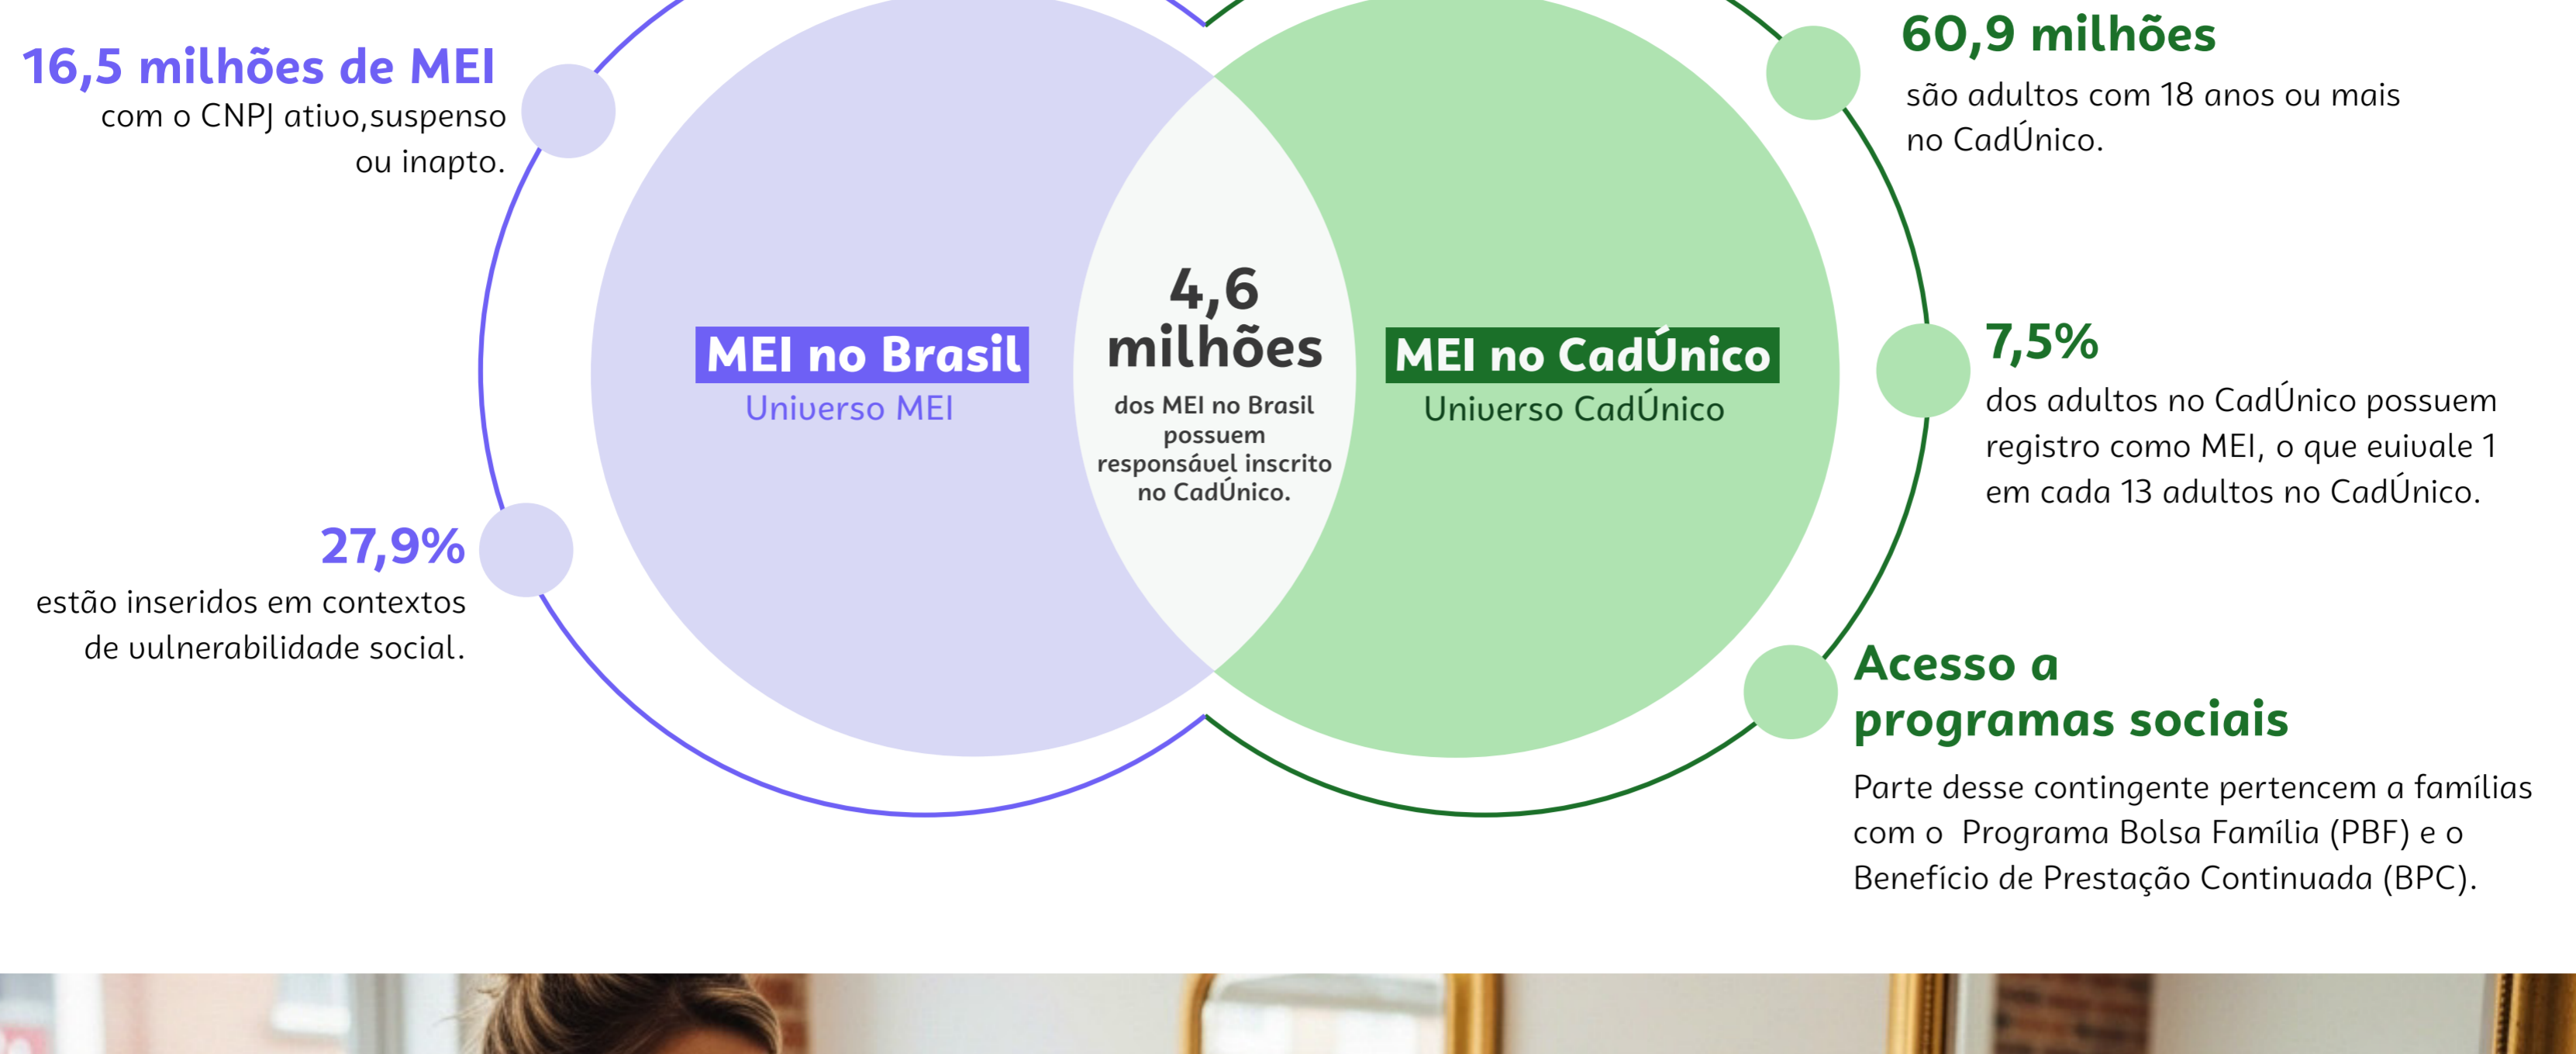 16,5 milhões de MEI
com o CNPJ ativo,suspenso
ou inapto.
27,9%
estão inseridos em contextos
de vulnerabilidade social.
MEI no Brasil
Universo MEI
4,6
milhões
dos MEI no Brasil
possuem
responsável inscrito
no CadÚnico.
MEI no CadÚnico
Universo CadÚnico
60,9 milhões
são adultos com 18 anos ou mais
no CadÚnico.
7,5%
dos adultos no CadÚnico possuem
registro como MEI, o que euivale 1
em cada 13 adultos no CadÚnico.
Acesso a
programas sociais
Parte desse contingente pertencem a famílias
com o  Programa Bolsa Família (PBF) e o
Benefício de Prestação Continuada (BPC).